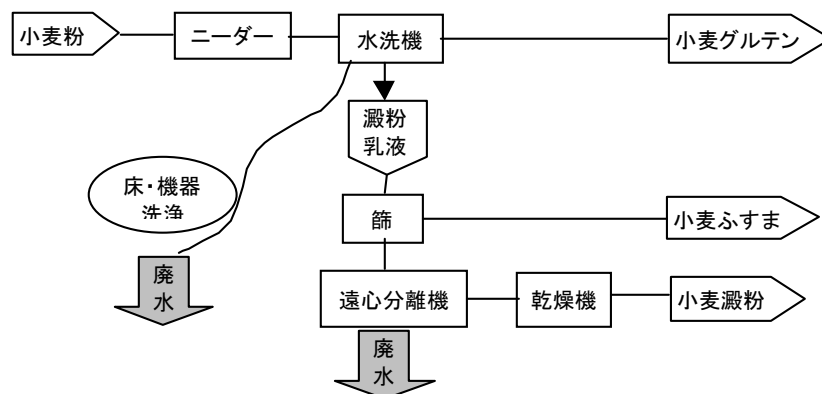 小麦粉
ニーダー
水洗機
小麦グルテン
澱粉
乳液
床・機器
洗浄
篩
小麦ふすま
廃
水
遠心分離機
乾燥機
小麦澱粉
廃
水